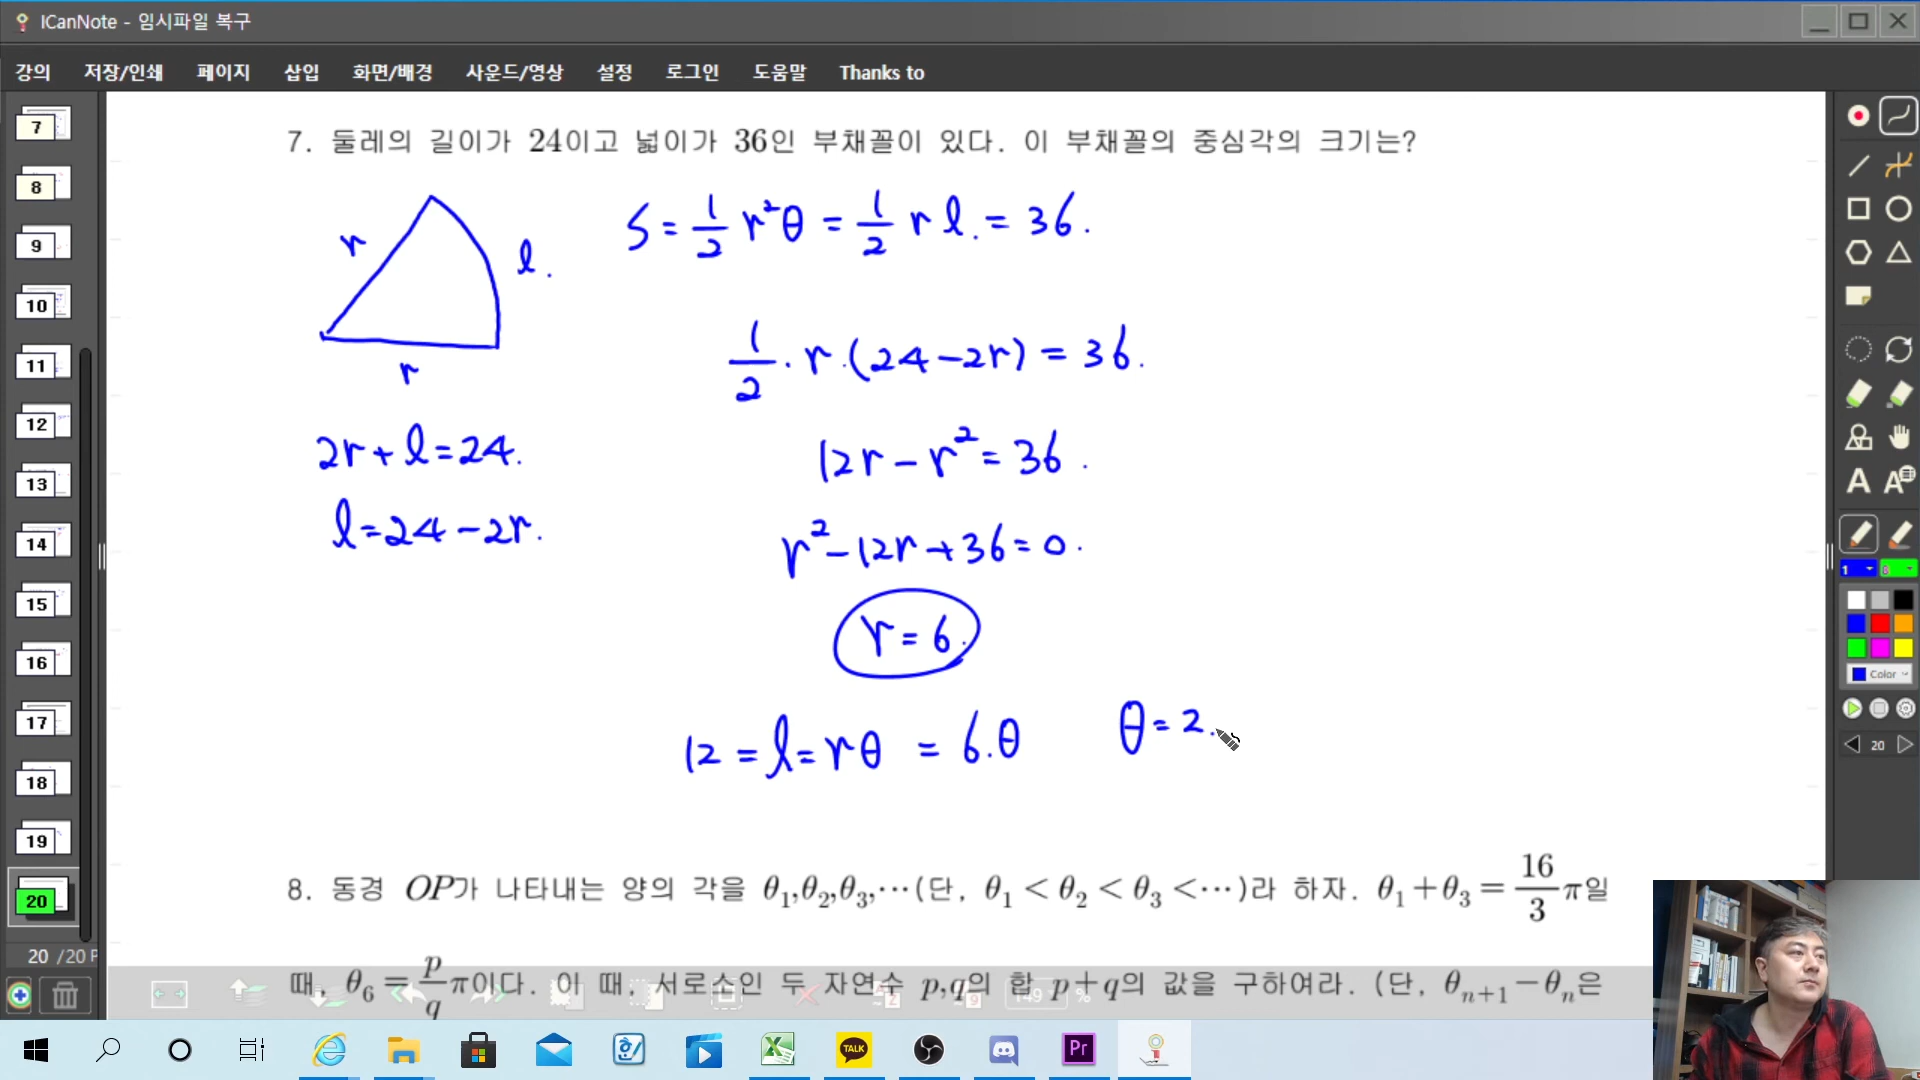 ICanNote - 임시파일 복구
강의 저장/인쇄 페이지 삽입 화면/배경 사운드/영상 설정 로그인 도움말 Thanks to
7
8
9
10
11
12
13
14
15
16
17
18
19
20
20 /20 P
7. 둘레의 길이가 24이고 넓이가 36인 부채꼴이 있다. 이 부채꼴의 중심각의 크기는?
r
l.
r
2r + l = 24.
l = 24 - 2r.
S = 1/2 r²θ = 1/2 r l. = 36.
1/2 · r · (24 - 2r) = 36.
12r - r² = 36.
r² - 12r + 36 = 0.
r = 6.
12 = l = rθ = 6.θ
θ = 2.
8. 동경 OP가 나타내는 양의 각을 θ₁,θ₂,θ₃,⋯(단, θ₁ < θ₂ < θ₃ < ⋯)라 하자. θ₁ + θ₃ = 16/3 π일
때, θ₆ = p/q π이다. 이 때, 서로소인 두 자연수 p,q의 합 p+q의 값을 구하여라. (단, θₙ₊₁ - θₙ은
149 %
A A
1
Color
20
TALK
Pr